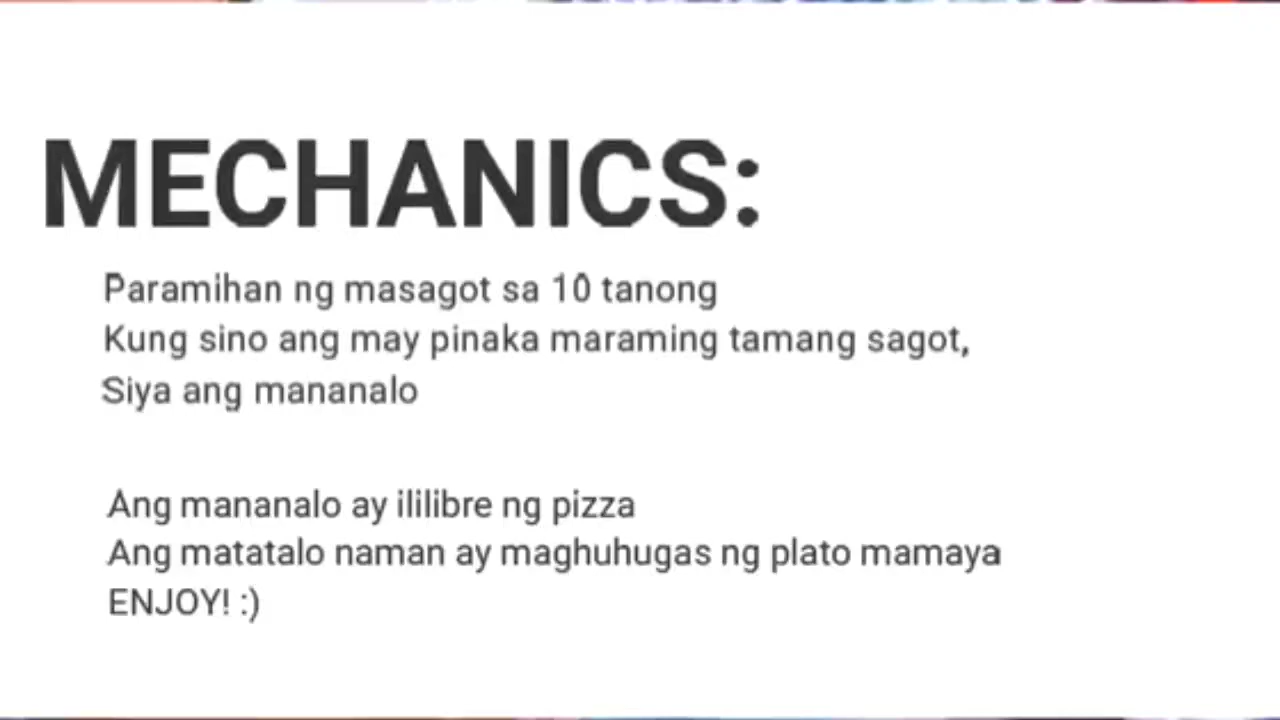 MECHANICS:
Paramihan ng masagot sa 10 tanong
Kung sino ang may pinaka maraming tamang sagot,
Siya ang mananalo
Ang mananalo ay ililibre ng pizza
Ang matatalo naman ay maghuhugas ng plato mamaya
ENJOY! :)